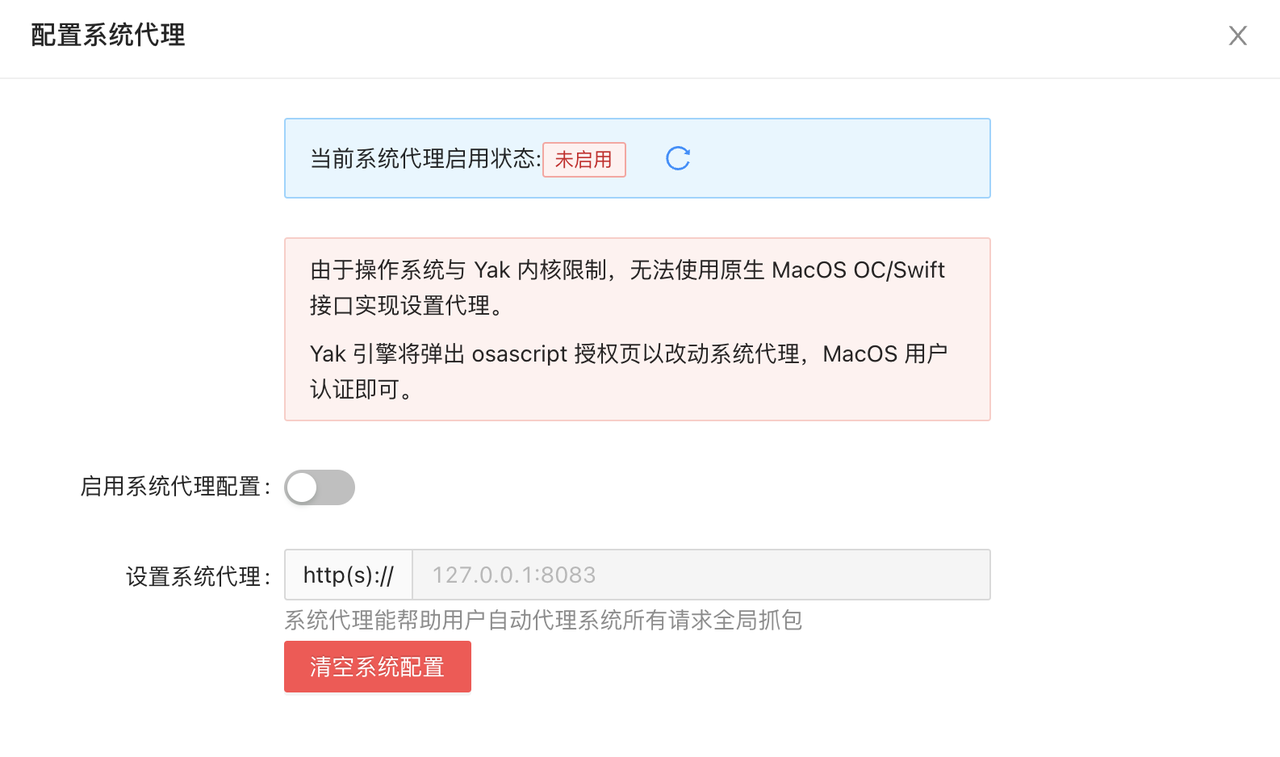 配置系统代理
当前系统代理启用状态:未启用
由于操作系统与 Yak 内核限制，无法使用原生 MacOS OC/Swift
接口实现设置代理。
Yak 引擎将弹出 osascript 授权页以改动系统代理，MacOS 用户
认证即可。
启用系统代理配置:
设置系统代理: http(s):// 127.0.0.1:8083
系统代理能帮助用户自动代理系统所有请求全局抓包
清空系统配置